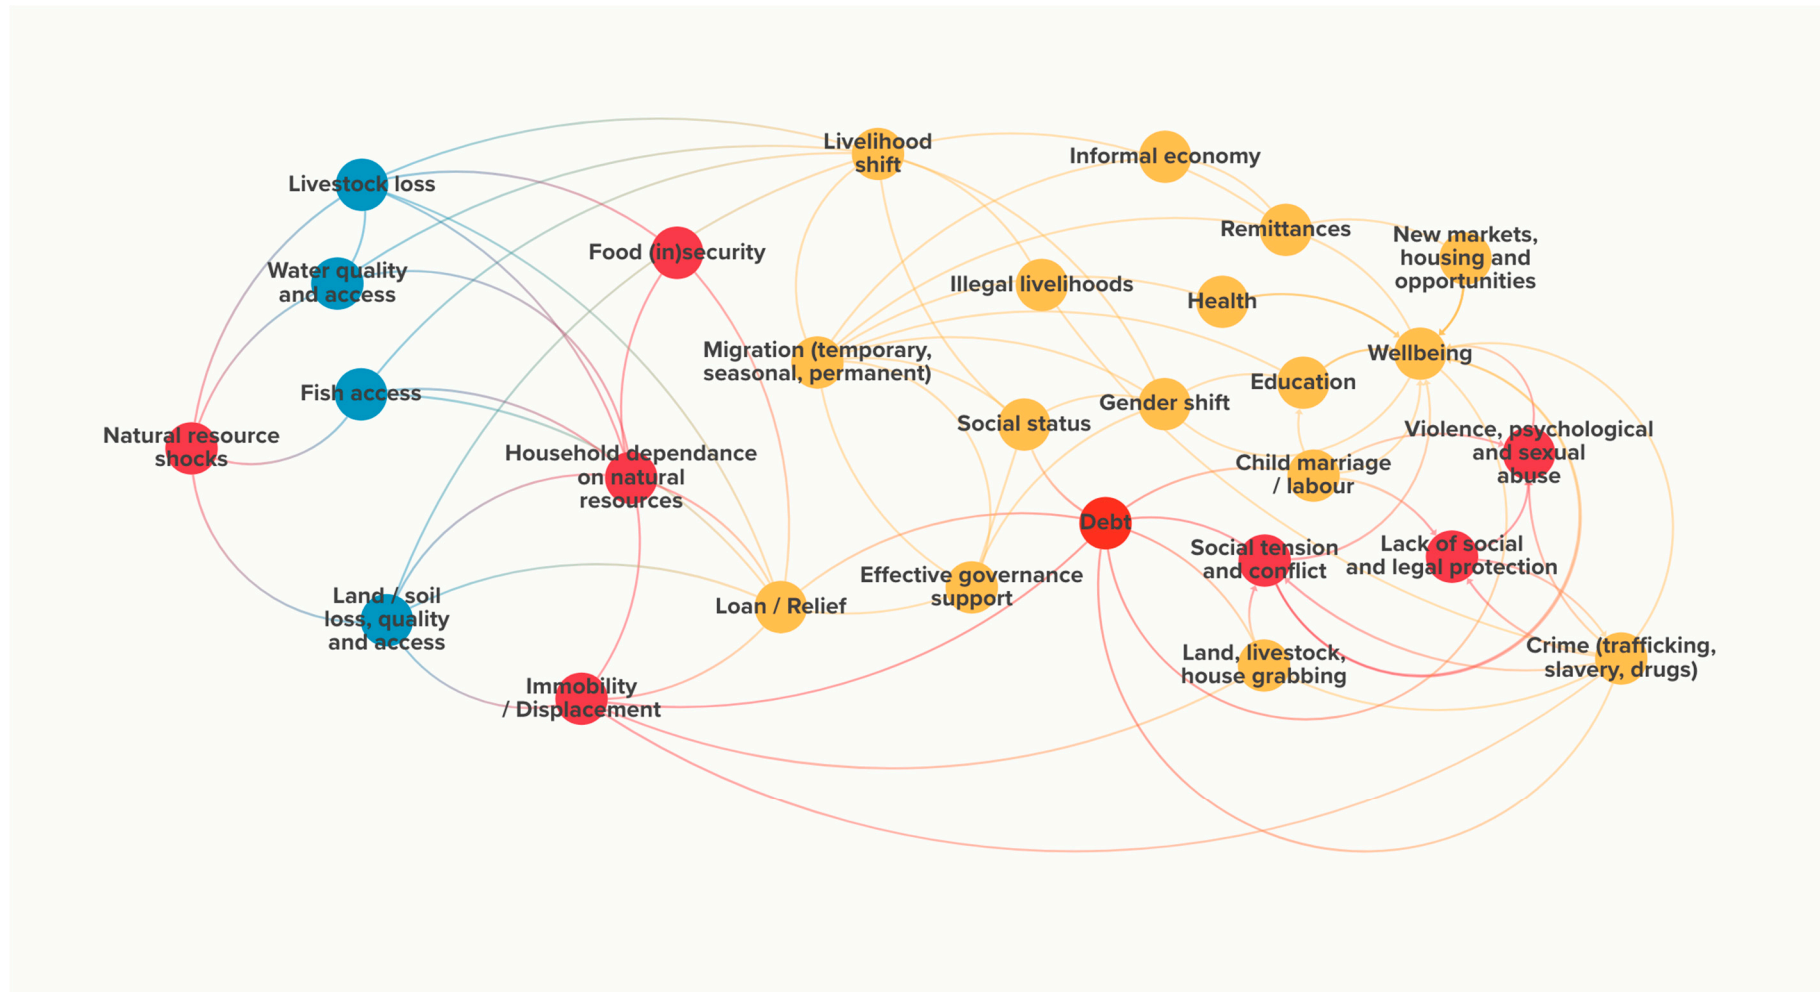 Livestock loss
Water quality
and access
Fish access
Natural resource
shocks
Land / soil
loss, quality
and access
Food (in)security
Household dependance
on natural
resources
Immobility
/ Displacement
Livelihood
shift
Migration (temporary,
seasonal, permanent)
Loan / Relief
Informal economy
Remittances
New markets,
housing and
opportunities
Illegal livelihoods
Health
Wellbeing
Education
Gender shift
Social status
Child marriage
/ labour
Violence, psychological
and sexual
abuse
Debt
Effective governance
support
Social tension
and conflict
Lack of social
and legal protection
Land, livestock,
house grabbing
Crime (trafficking,
slavery, drugs)